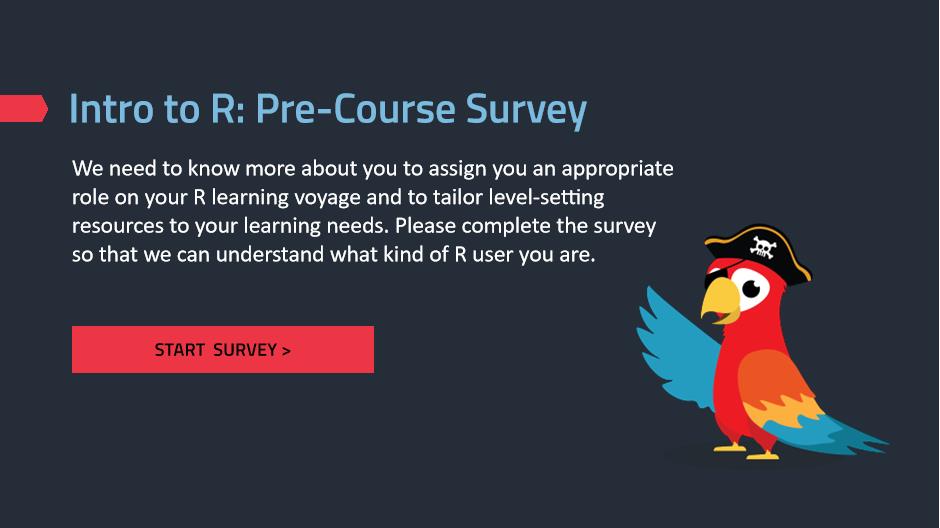 Intro to R: Pre-Course Survey
We need to know more about you to assign you an appropriate
role on your R learning voyage and to tailor level-setting
resources to your learning needs. Please complete the survey
so that we can understand what kind of R user you are.
START SURVEY >